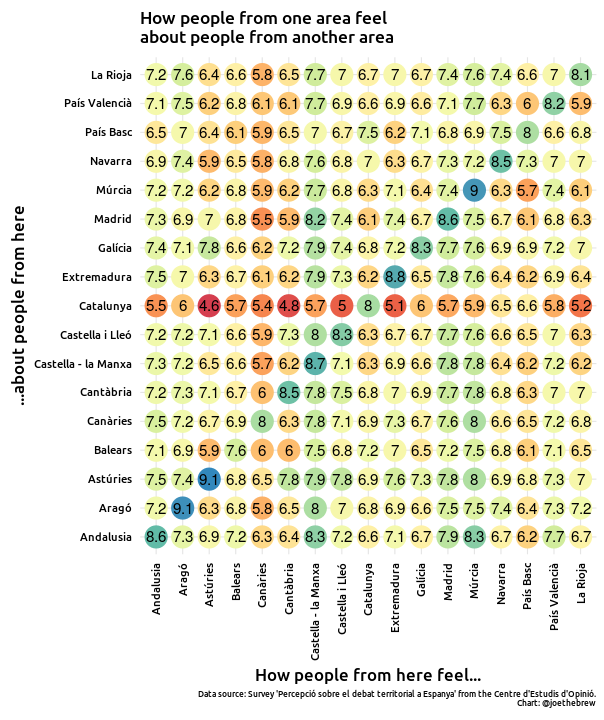 How people from one area feel
about people from another area
...about people from here
La Rioja 7.2 7.6 6.4 6.6 5.8 6.5 7.7 7 6.7 7 6.7 7.4 7.6 7.4 6.6 7 8.1
País Valencià 7.1 7.5 6.2 6.8 6.1 6.1 7.7 6.9 6.6 6.9 6.6 7.1 7.7 6.3 6 8.2 5.9
País Basc 6.5 7 6.4 6.1 5.9 6.5 7 6.7 7.5 6.2 7.1 6.8 6.9 7.5 8 6.6 6.8
Navarra 6.9 7.4 5.9 6.5 5.8 6.8 7.6 6.8 7 6.3 6.7 7.3 7.2 8.5 7.3 7 7
Múrcia 7.2 7.2 6.2 6.8 5.9 6.2 7.7 6.8 6.3 7.1 6.4 7.4 9 6.3 5.7 7.4 6.1
Madrid 7.3 6.9 7 6.8 5.5 5.9 8.2 7.4 6.1 7.4 6.7 8.6 7.5 6.7 6.1 6.8 6.3
Galícia 7.4 7.1 7.8 6.6 6.2 7.2 7.9 7.4 6.8 7.2 8.3 7.7 7.6 6.9 6.9 7.2 7
Extremadura 7.5 7 6.3 6.7 6.1 6.2 7.9 7.3 6.2 8.8 6.5 7.8 7.6 6.4 6.2 6.9 6.4
Catalunya 5.5 6 4.6 5.7 5.4 4.8 5.7 5 8 5.1 6 5.7 5.9 6.5 6.6 5.8 5.2
Castella i Lleó 7.2 7.2 7.1 6.6 5.9 7.3 8 8.3 6.3 6.7 6.7 7.7 7.6 6.6 6.5 7 6.3
Castella - la Manxa 7.3 7.2 6.5 6.6 5.7 6.2 8.7 7.1 6.3 6.9 6.6 7.8 7.8 6.4 6.2 7.2 6.2
Cantàbria 7.2 7.3 7.1 6.7 6 8.5 7.8 7.5 6.8 7 6.9 7.7 7.8 6.8 6.3 7 7
Canàries 7.5 7.2 6.7 6.9 8 6.3 7.8 7.1 6.9 7.3 6.7 7.6 8 6.6 6.5 7.2 6.8
Balears 7.1 6.9 5.9 7.6 6 6 7.5 6.8 7.2 7 6.5 7.2 7.5 6.8 6.1 7.1 6.5
Astúries 7.5 7.4 9.1 6.8 6.5 7.8 7.9 7.8 6.9 7.6 7.3 7.8 8 6.9 6.8 7.3 7
Aragó 7.2 9.1 6.3 6.8 5.8 6.5 8 7 6.8 6.9 6.6 7.5 7.5 7.4 6.4 7.3 7.2
Andalusia 8.6 7.3 6.9 7.2 6.3 6.4 8.3 7.2 6.6 7.1 6.7 7.9 8.3 6.7 6.2 7.7 6.7
Andalusia
Aragó
Astúries
Balears
Canàries
Cantàbria
Castella - la Manxa
Castella i Lleó
Catalunya
Extremadura
Galícia
Madrid
Múrcia
Navarra
País Basc
País Valencià
La Rioja
How people from here feel...
Data source: Survey 'Percepció sobre el debat territorial a Espanya' from the Centre d'Estudis d'Opinió.
Chart: @joethebrew